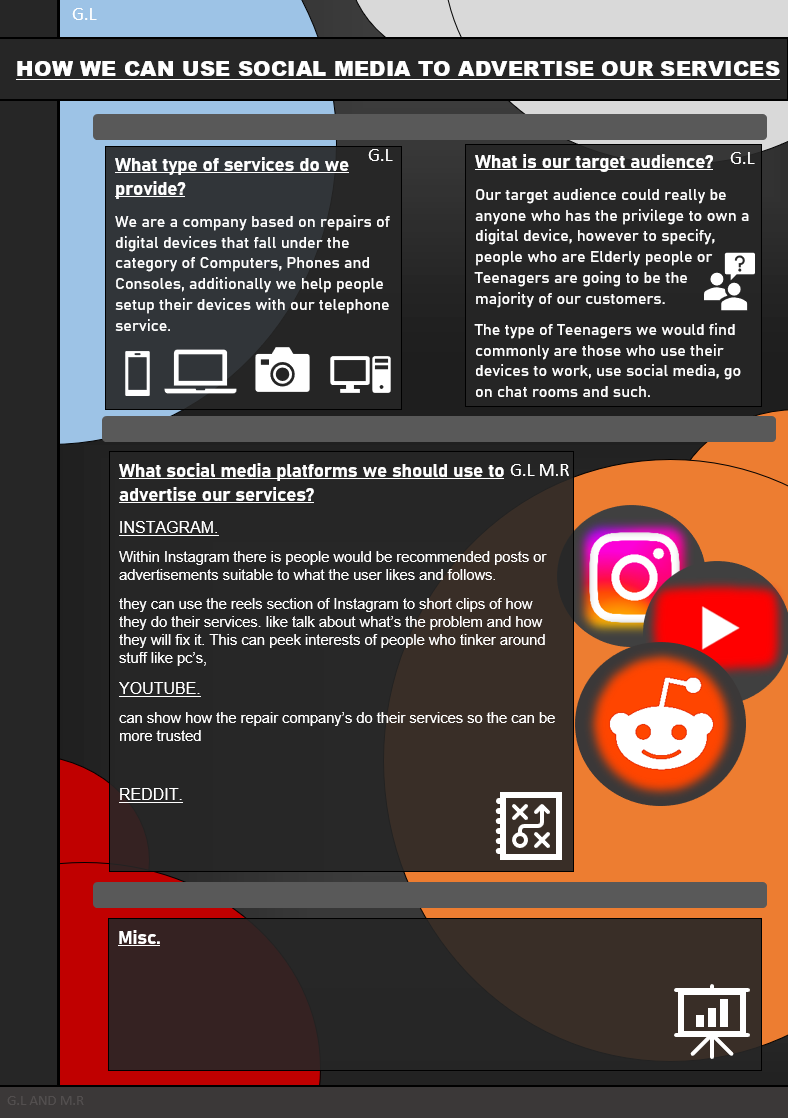 G.L
HOW WE CAN USE SOCIAL MEDIA TO ADVERTISE OUR SERVICES
G.L
What type of services do we
provide?
We are a company based on repairs of
digital devices that fall under the
category of Computers, Phones and
Consoles, additionally we help people
setup their devices with our telephone
service.
What is our target audience?
G.L
Our target audience could really be
anyone who has the privilege to own a
digital device, however to specify,
people who are Elderly people or
Teenagers are going to be the
majority of our customers.
?
The type of Teenagers we would find
commonly are those who use their
devices to work, use social media, go
on chat rooms and such.
What social media platforms we should use to
G.L M.R
advertise our services?
INSTAGRAM.
Within Instagram there is people would be recommended posts or
advertisements suitable to what the user likes and follows.
they can use the reels section of Instagram to short clips of how
they do their services. like talk about what's the problem and how
they will fix it. This can peek interests of people who tinker around
stuff like pc's,
YOUTUBE.
can show how the repair company's do their services so the can be
more trusted
REDDIT.
Misc.
G.L AND M.R